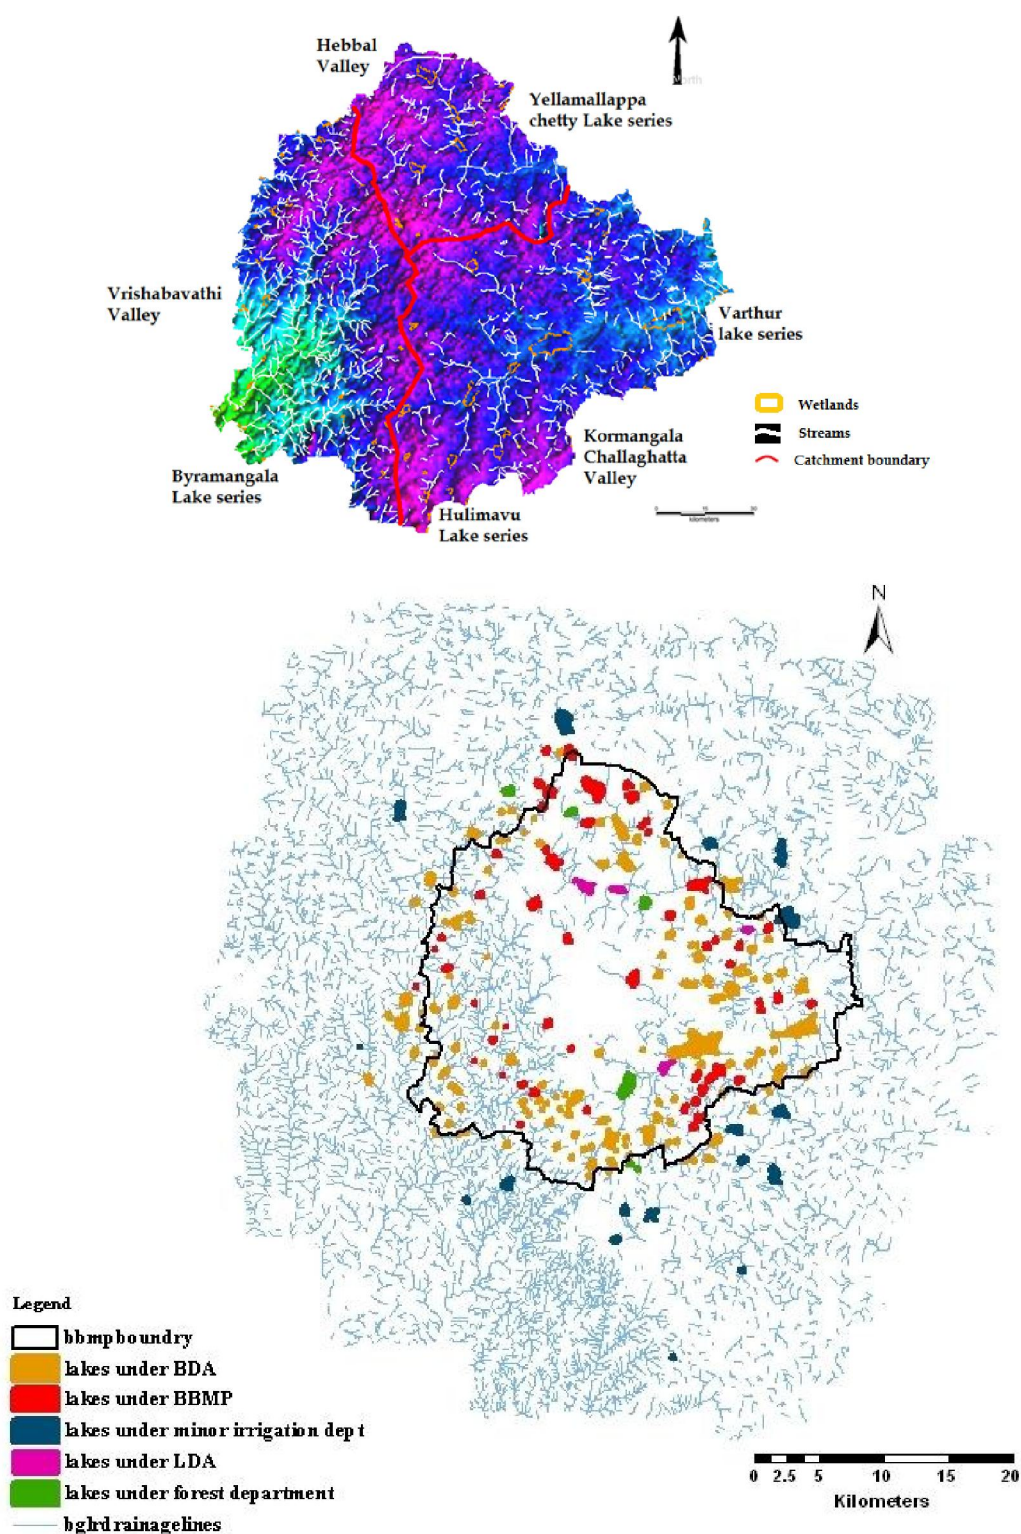 Hebbal
Valley
Yellamallappa
chetty Lake series
Vrishabavathi
Valley
Varthur
lake series
Wetlands
Streams
Catchment boundary
Kormangala
Challaghatta
Valley
Byramangala
Lake series
Hulimavu
Lake series
kilometers
N
Legend
bbmpboundry
lakes under BDA
lakes under BBMP
lakes under minor irrigation dept
lakes under LDA
lakes under forest department
bglrdrainagelines
0 2.5 5 10 15 20
Kilometers